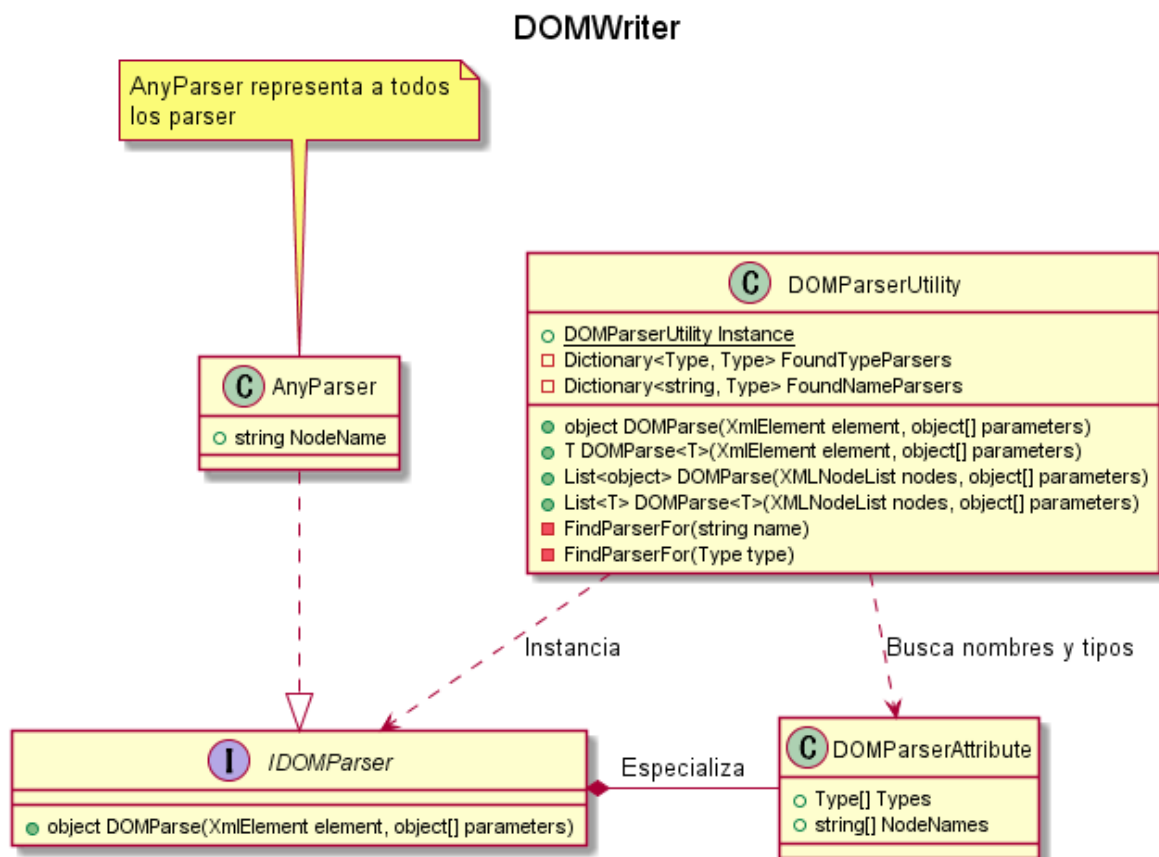 DOMWriter
AnyParser representa a todos
los parser
C AnyParser
string NodeName
C DOMParserUtility
DOMParserUtility Instance
Dictionary<Type, Type> FoundTypeParsers
Dictionary<string, Type> FoundNameParsers
object DOMParse(XmlElement element, object[] parameters)
T DOMParse<T>(XmlElement element, object[] parameters)
List<object> DOMParse(XMLNodeList nodes, object[] parameters)
List<T> DOMParse<T>(XMLNodeList nodes, object[] parameters)
FindParserFor(string name)
FindParserFor(Type type)
Instancia
Busca nombres y tipos
I IDOMParser
object DOMParse(XmlElement element, object[] parameters)
Especializa
C DOMParserAttribute
Type[] Types
string[] NodeNames